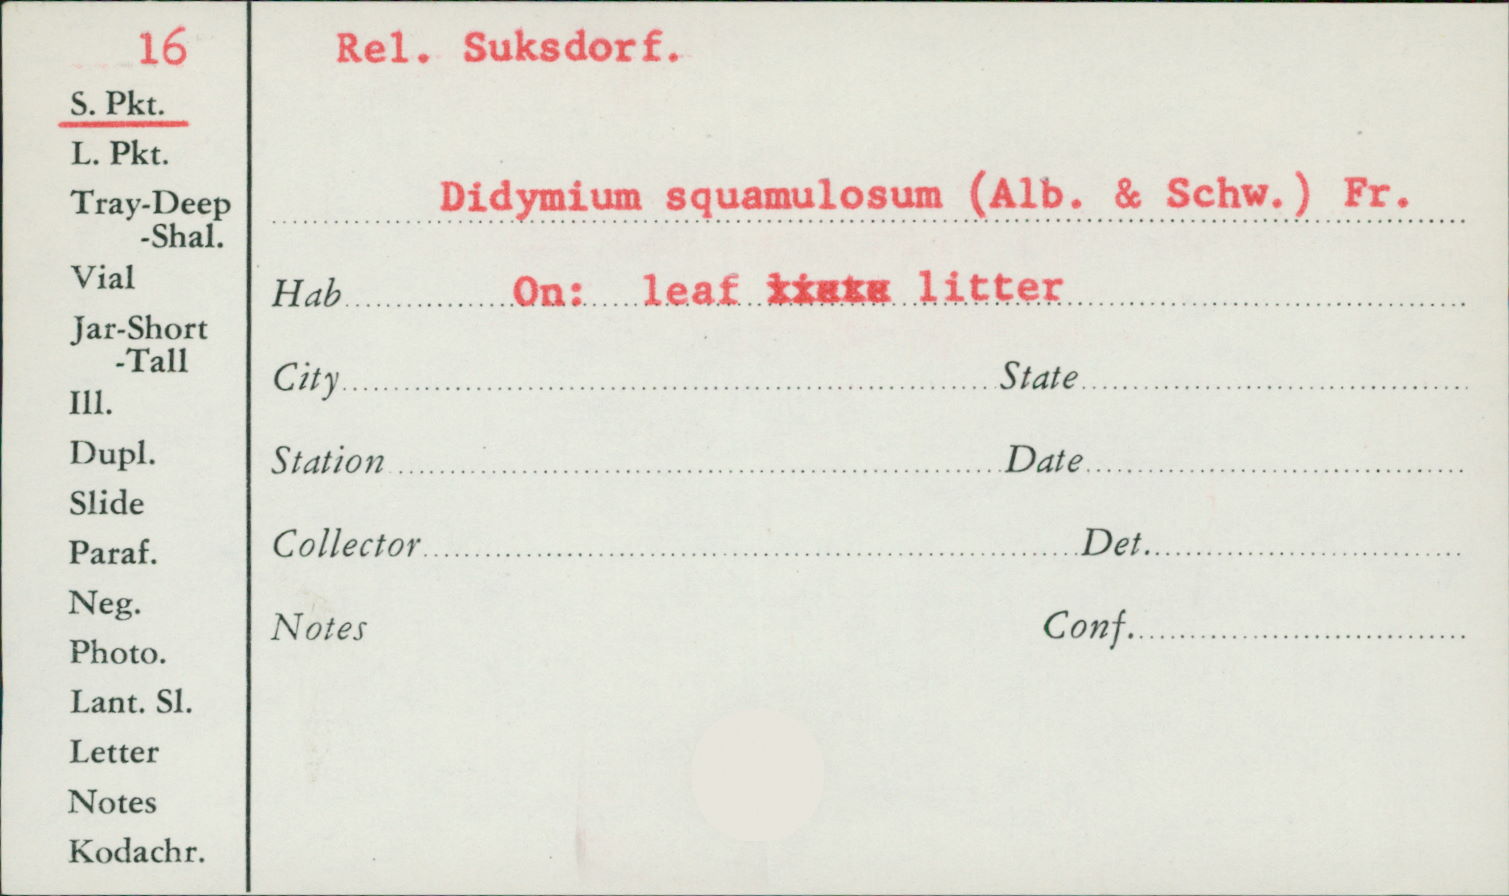 16
S. Pkt.
L. Pkt.
Tray-Deep
-Shal.
Vial
Jar-Short
-Tall
Ill.
Dupl.
Slide
Paraf.
Neg.
Photo.
Lant. Sl.
Letter
Notes
Kodachr.
Rel. Suksdorf.
Didymium squamulosum (Alb. & Schw.) Fr.
Hab On: leaf litter
City State
Station Date
Collector Det.
Notes Conf.